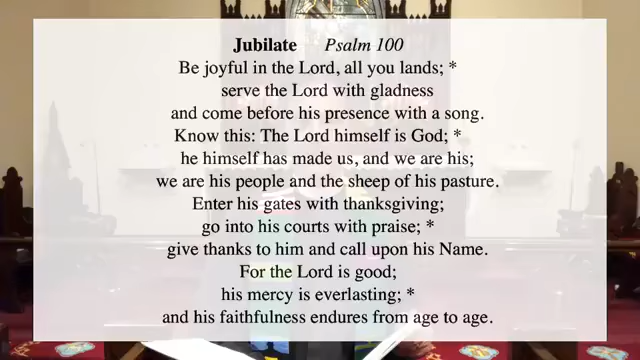 Jubilate Psalm 100
Be joyful in the Lord, all you lands; *
serve the Lord with gladness
and come before his presence with a song.
Know this: The Lord himself is God; *
he himself has made us, and we are his;
we are his people and the sheep of his pasture.
Enter his gates with thanksgiving;
go into his courts with praise; *
give thanks to him and call upon his Name.
For the Lord is good;
his mercy is everlasting; *
and his faithfulness endures from age to age.